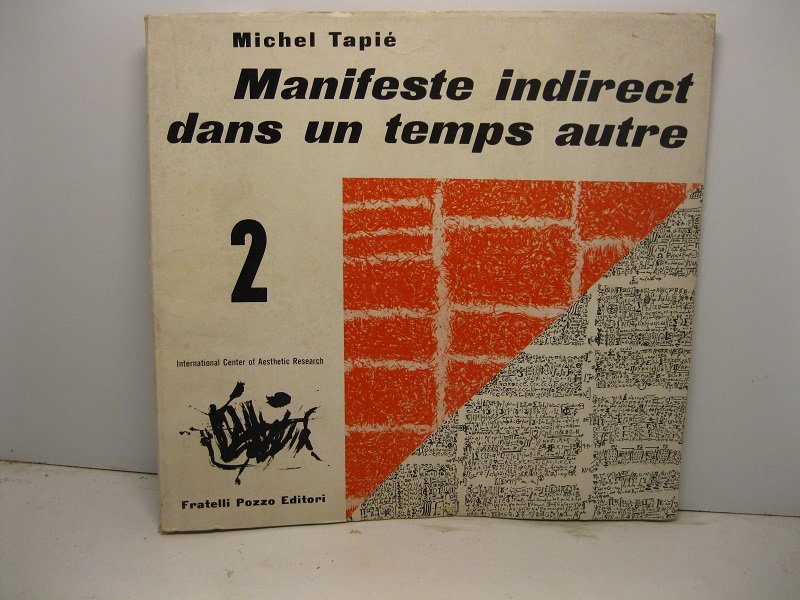 Michel Tapié
Manifeste indirect
dans un temps autre
2
International Center of Aesthetic Research
Fratelli Pozzo Editori